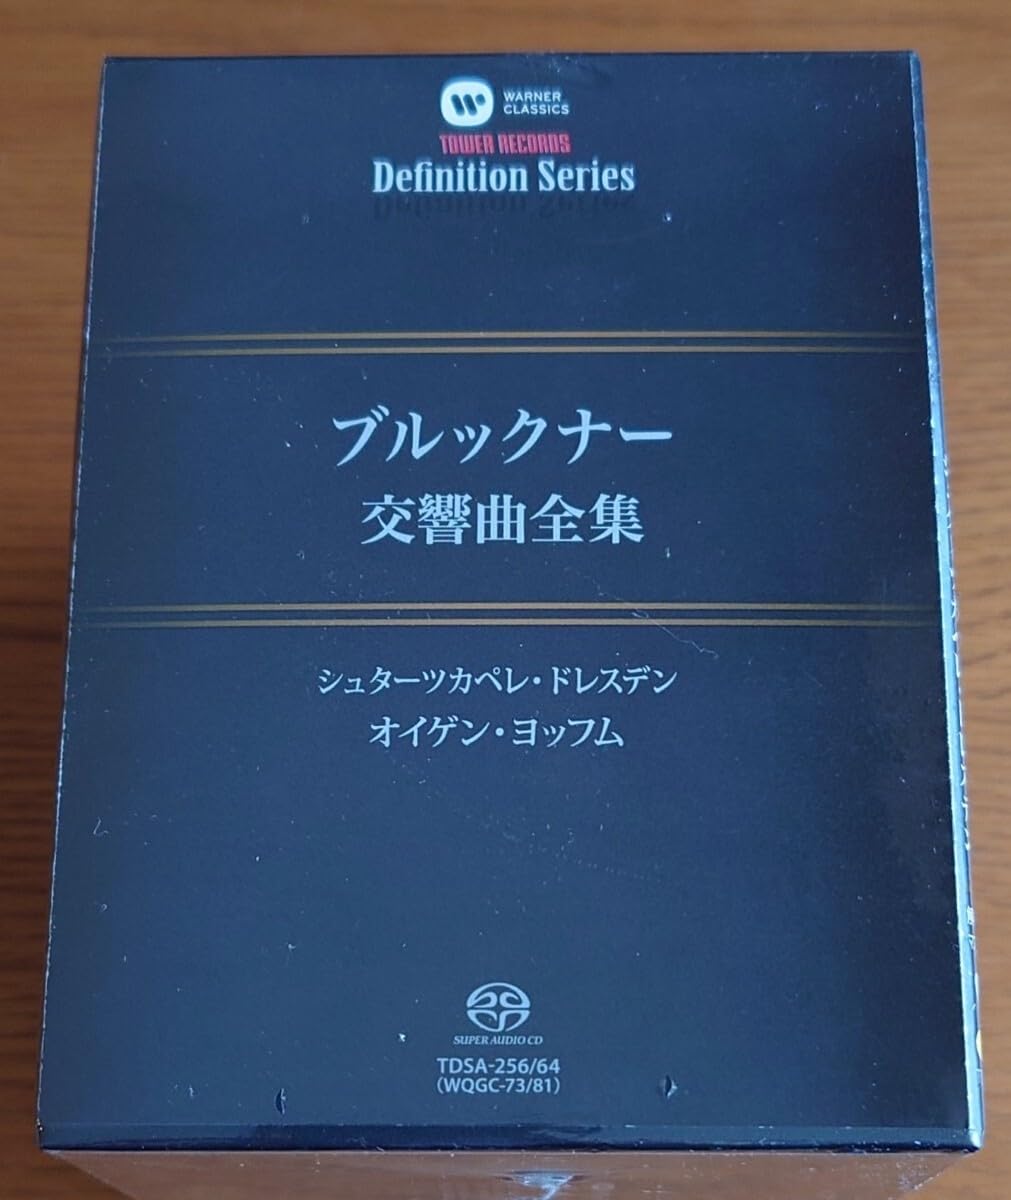 WARNER
CLASSICS
TOWER RECORDS
Definition Series
ブルックナー
交響曲全集
シュターツカペレ・ドレスデン
オイゲン・ヨッフム
SUPER AUDIO CD
TDSA-256/64
(WQGC-73/81)